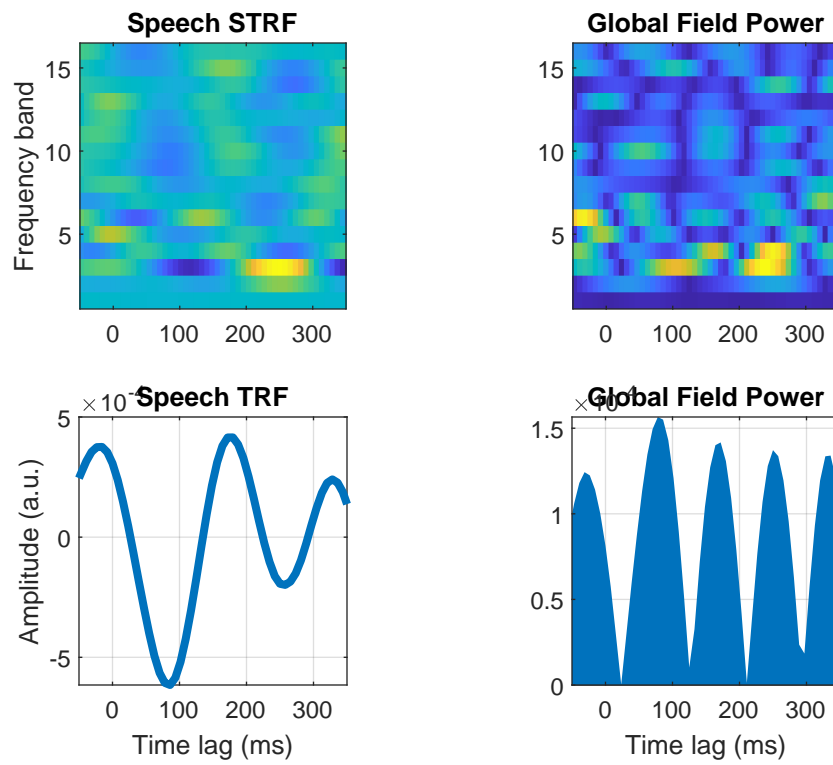 Speech STRF
Global Field Power
Frequency band
15
10
5
0 100 200 300
15
10
5
0 100 200 300
Speech TRF
× 10-4
Amplitude (a.u.)
5
0
-5
0 100 200 300
Time lag (ms)
Global Field Power
1.5
1
0.5
0
0 100 200 300
Time lag (ms)